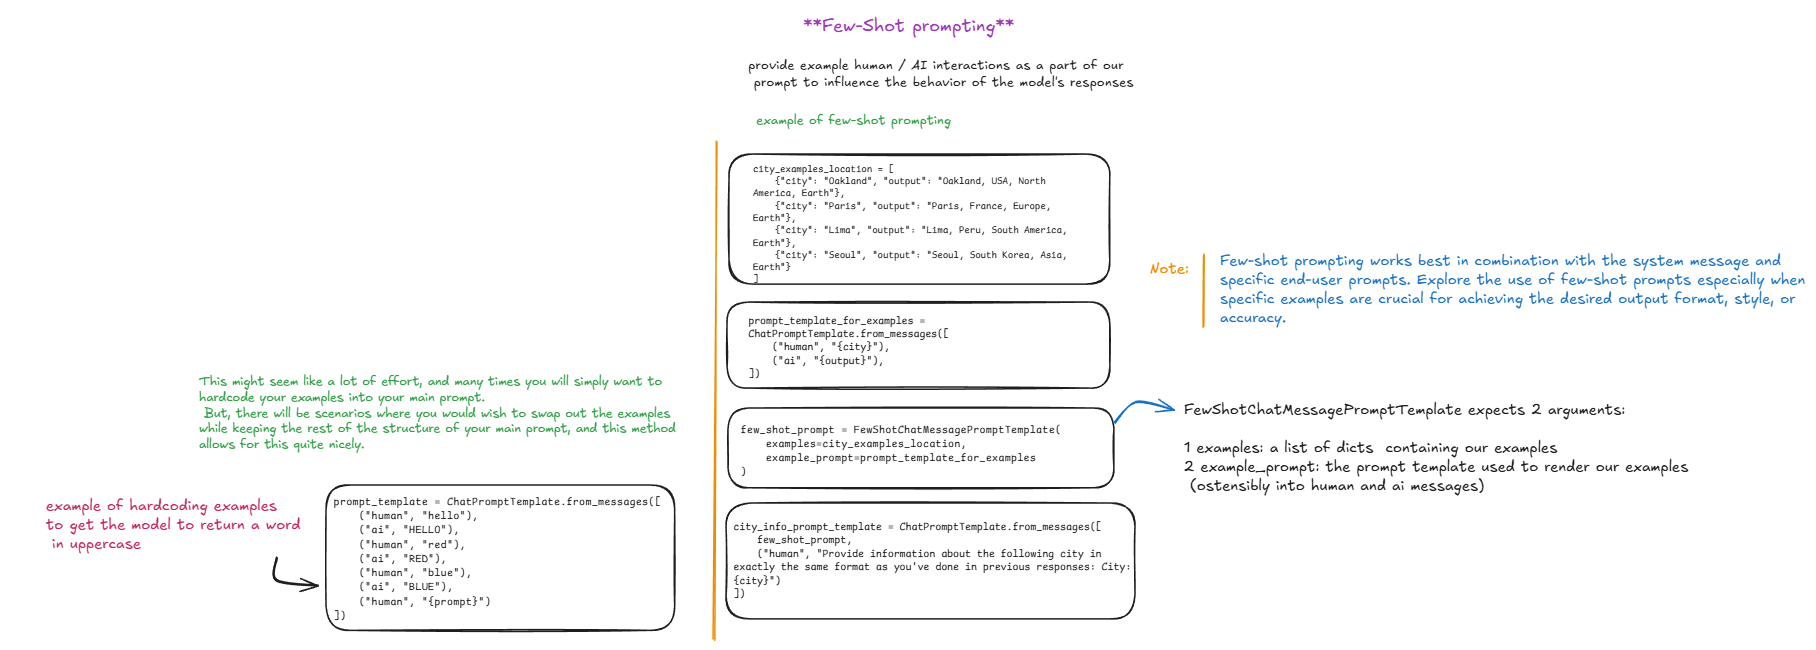 **Few-Shot prompting**
provide example human / AI interactions as a part of our
prompt to influence the behavior of the model's responses
example of few-shot prompting
city_examples_location = [
    {"city": "Oakland", "output": "Oakland, USA, North
America, Earth"},
    {"city": "Paris", "output": "Paris, France, Europe,
Earth"},
    {"city": "Lima", "output": "Lima, Peru, South America,
Earth"},
    {"city": "Seoul", "output": "Seoul, South Korea, Asia,
Earth"}
]
Note:
Few-shot prompting works best in combination with the system message and
specific end-user prompts. Explore the use of few-shot prompts especially when
specific examples are crucial for achieving the desired output format, style, or
accuracy.
prompt_template_for_examples =
ChatPromptTemplate.from_messages([
    ("human", "{city}"),
    ("ai", "{output}"),
])
This might seem like a lot of effort, and many times you will simply want to
hardcode your examples into your main prompt.
But, there will be scenarios where you would wish to swap out the examples
while keeping the rest of the structure of your main prompt, and this method
allows for this quite nicely.
few_shot_prompt = FewShotChatMessagePromptTemplate(
    examples=city_examples_location,
    example_prompt=prompt_template_for_examples
)
FewShotChatMessagePromptTemplate expects 2 arguments:
1 examples: a list of dicts  containing our examples
2 example_prompt: the prompt template used to render our examples
(ostensibly into human and ai messages)
example of hardcoding examples
to get the model to return a word
in uppercase
prompt_template = ChatPromptTemplate.from_messages([
    ("human", "hello"),
    ("ai", "HELLO"),
    ("human", "red"),
    ("ai", "RED"),
    ("human", "blue"),
    ("ai", "BLUE"),
    ("human", "{prompt}")
])
city_info_prompt_template = ChatPromptTemplate.from_messages([
    few_shot_prompt,
    ("human", "Provide information about the following city in
exactly the same format as you've done in previous responses: City:
{city}")
])